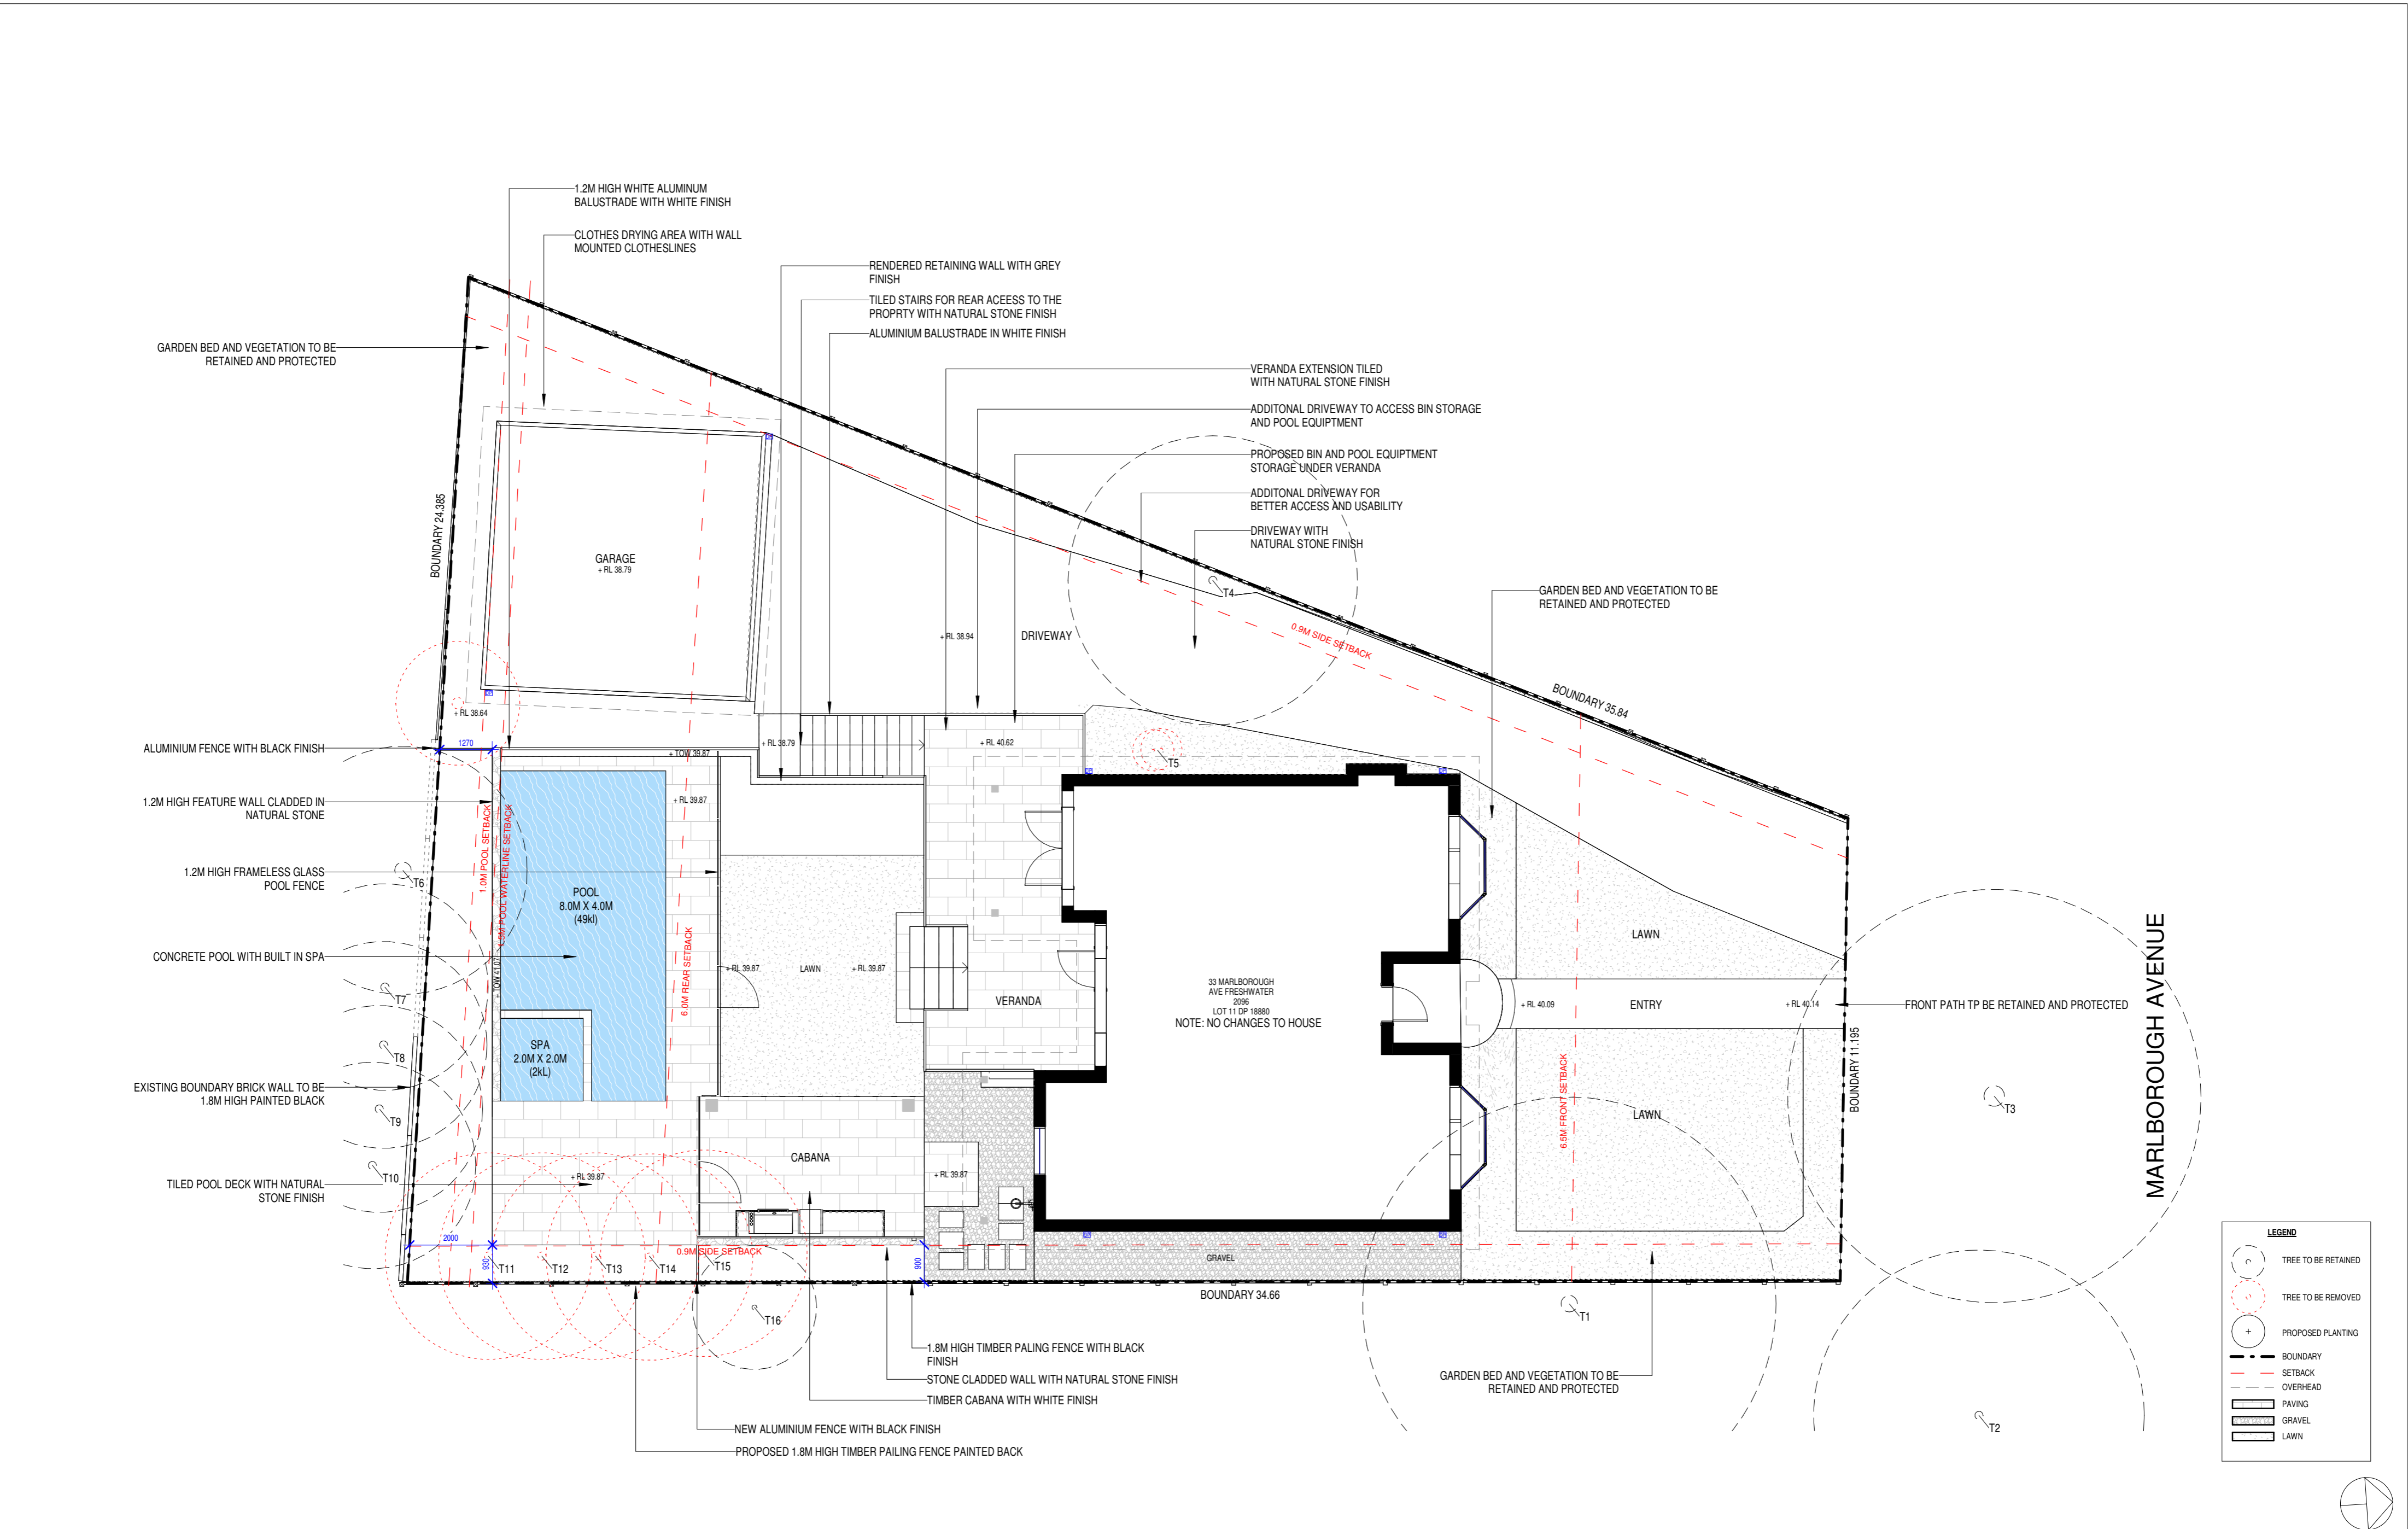 1.2M HIGH WHITE ALUMINUM
BALUSTRADE WITH WHITE FINISH
CLOTHES DRYING AREA WITH WALL
MOUNTED CLOTHESLINES
RENDERED RETAINING WALL WITH GREY
FINISH
TILED STAIRS FOR REAR ACEESS TO THE
PROPRTY WITH NATURAL STONE FINISH
ALUMINIUM BALUSTRADE IN WHITE FINISH
GARDEN BED AND VEGETATION TO BE
RETAINED AND PROTECTED
VERANDA EXTENSION TILED
WITH NATURAL STONE FINISH
ADDITONAL DRIVEWAY TO ACCESS BIN STORAGE
AND POOL EQUIPTMENT
PROPOSED BIN AND POOL EQUIPTMENT
STORAGE UNDER VERANDA
ADDITONAL DRIVEWAY FOR
BETTER ACCESS AND USABILITY
DRIVEWAY WITH
NATURAL STONE FINISH
BOUNDARY 24.385
GARAGE
+ RL 38.79
T4
GARDEN BED AND VEGETATION TO BE
RETAINED AND PROTECTED
+ RL 38.94
DRIVEWAY
0.9M SIDE SETBACK
BOUNDARY 35.84
+ RL 38.64
ALUMINIUM FENCE WITH BLACK FINISH
1270
+ TOW 39.87
+ RL 38.79
+ RL 40.62
T5
1.2M HIGH FEATURE WALL CLADDED IN
NATURAL STONE
+ RL 39.87
1.0M POOL SETBACK
1.5M POOL WATERLINE SETBACK
1.2M HIGH FRAMELESS GLASS
POOL FENCE
T6
POOL
8.0M X 4.0M
(49kl)
CONCRETE POOL WITH BUILT IN SPA
+ TOW 41.07
6.0M REAR SETBACK
+ RL 39.87
LAWN
+ RL 39.87
VERANDA
33 MARLBOROUGH
AVE FRESHWATER
2096
LOT 11 DP 18880
NOTE: NO CHANGES TO HOUSE
LAWN
+ RL 40.09
ENTRY
+ RL 40.14
FRONT PATH TP BE RETAINED AND PROTECTED
MARLBOROUGH AVENUE
T7
T8
SPA
2.0M X 2.0M
(2kL)
EXISTING BOUNDARY BRICK WALL TO BE
1.8M HIGH PAINTED BLACK
T9
6.5M FRONT SETBACK
LAWN
BOUNDARY 11.195
T3
CABANA
T10
TILED POOL DECK WITH NATURAL
STONE FINISH
+ RL 39.87
+ RL 39.87
2000
930
T11
T12
T13
T14
T15
0.9M SIDE SETBACK
900
GRAVEL
BOUNDARY 34.66
T16
T1
1.8M HIGH TIMBER PALING FENCE WITH BLACK
FINISH
STONE CLADDED WALL WITH NATURAL STONE FINISH
TIMBER CABANA WITH WHITE FINISH
NEW ALUMINIUM FENCE WITH BLACK FINISH
PROPOSED 1.8M HIGH TIMBER PAILING FENCE PAINTED BACK
GARDEN BED AND VEGETATION TO BE
RETAINED AND PROTECTED
T2
LEGEND
TREE TO BE RETAINED
TREE TO BE REMOVED
PROPOSED PLANTING
BOUNDARY
SETBACK
OVERHEAD
PAVING
GRAVEL
LAWN